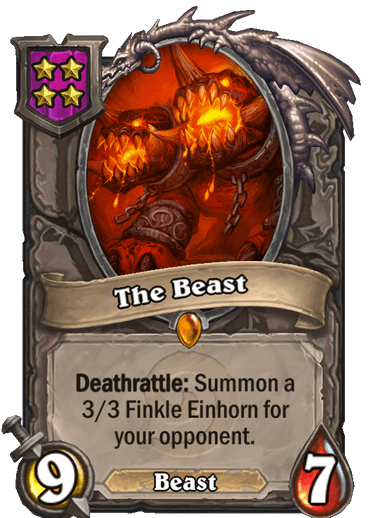 The Beast
Deathrattle: Summon a
3/3 Finkle Einhorn for
your opponent.
9
Beast
7